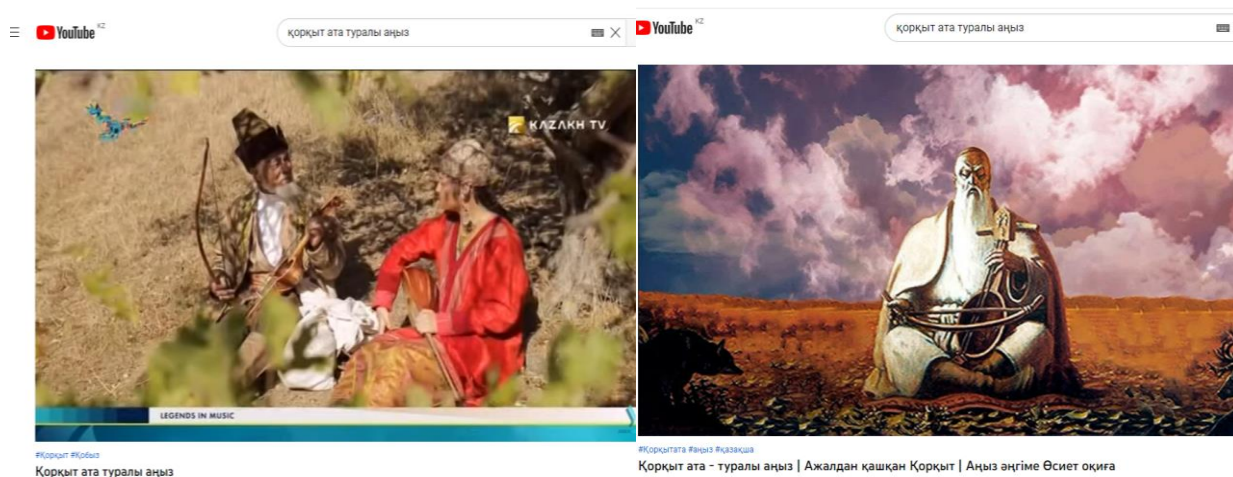 YouTube KZ
қорқыт ата туралы аңыз
KAZAKH TV
LEGENDS IN MUSIC
#Қорқыт #Қобыз
Қорқыт ата туралы аңыз
YouTube KZ
қорқыт ата туралы аңыз
#Қорқытата #аңыз #қазақша
Қорқыт ата - туралы аңыз | Ажалдан қашқан Қорқыт | Аңыз әңгіме Өсиет оқиға